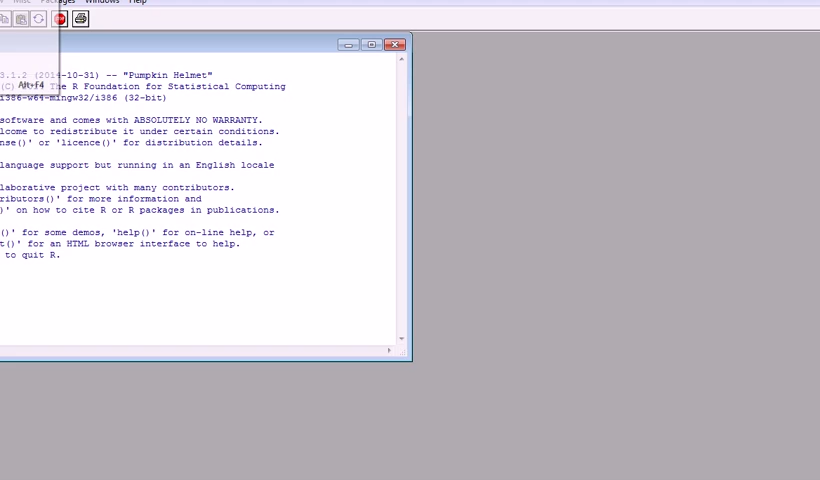 Misc Packages Windows Help
3.1.2 (2014-10-31) -- "Pumpkin Helmet"
(C) The R Foundation for Statistical Computing
Alt+F4
i386-w64-mingw32/i386 (32-bit)
software and comes with ABSOLUTELY NO WARRANTY.
lcome to redistribute it under certain conditions.
nse()' or 'licence()' for distribution details.
language support but running in an English locale
laborative project with many contributors.
ributors()' for more information and
)' on how to cite R or R packages in publications.
()' for some demos, 'help()' for on-line help, or
t()' for an HTML browser interface to help.
to quit R.